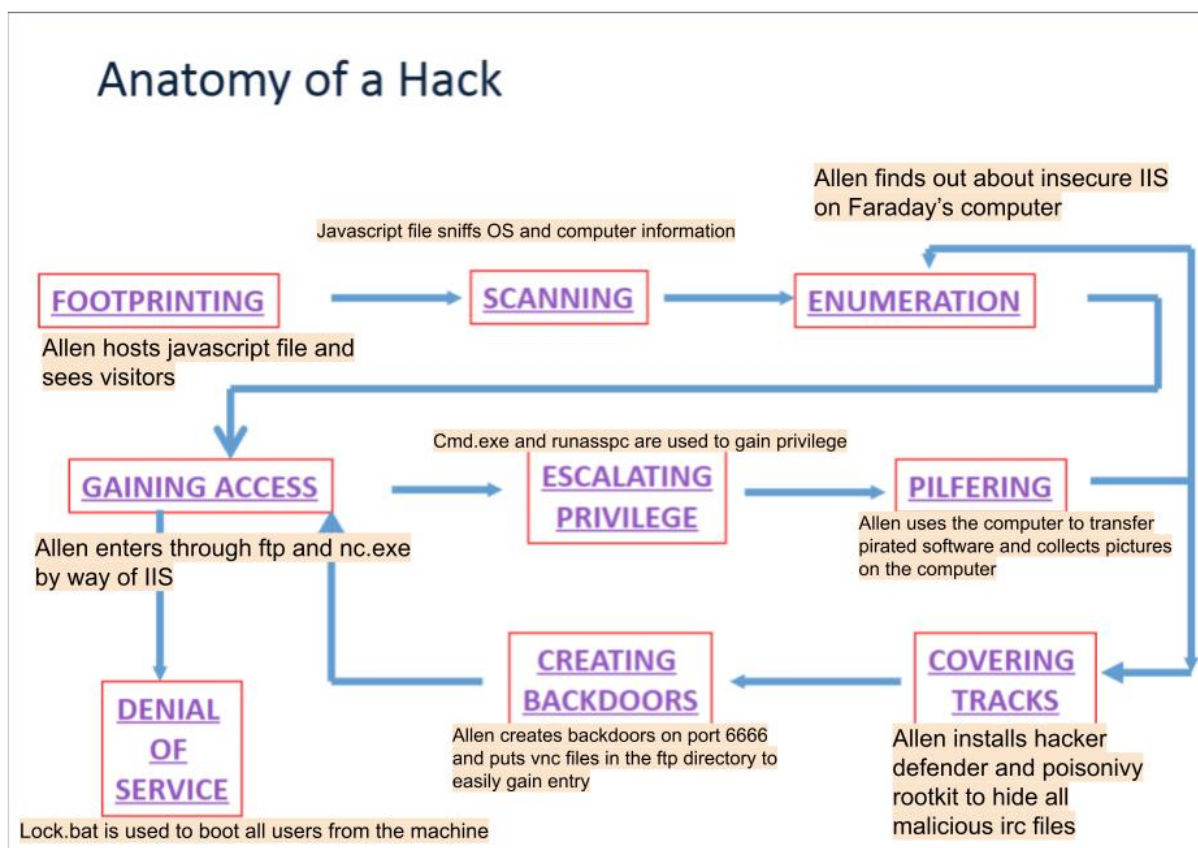 Anatomy of a Hack
Allen finds out about insecure IIS
on Faraday's computer
Javascript file sniffs OS and computer information
FOOTPRINTING
SCANNING
ENUMERATION
Allen hosts javascript file and
sees visitors
Cmd.exe and runasspc are used to gain privilege
GAINING ACCESS
ESCALATING
PRIVILEGE
PILFERING
Allen enters through ftp and nc.exe
by way of IIS
Allen uses the computer to transfer
pirated software and collects pictures
on the computer
DENIAL
OF
SERVICE
Lock.bat is used to boot all users from the machine
CREATING
BACKDOORS
Allen creates backdoors on port 6666
and puts vnc files in the ftp directory to
easily gain entry
COVERING
TRACKS
Allen installs hacker
defender and poisonivy
rootkit to hide all
malicious irc files